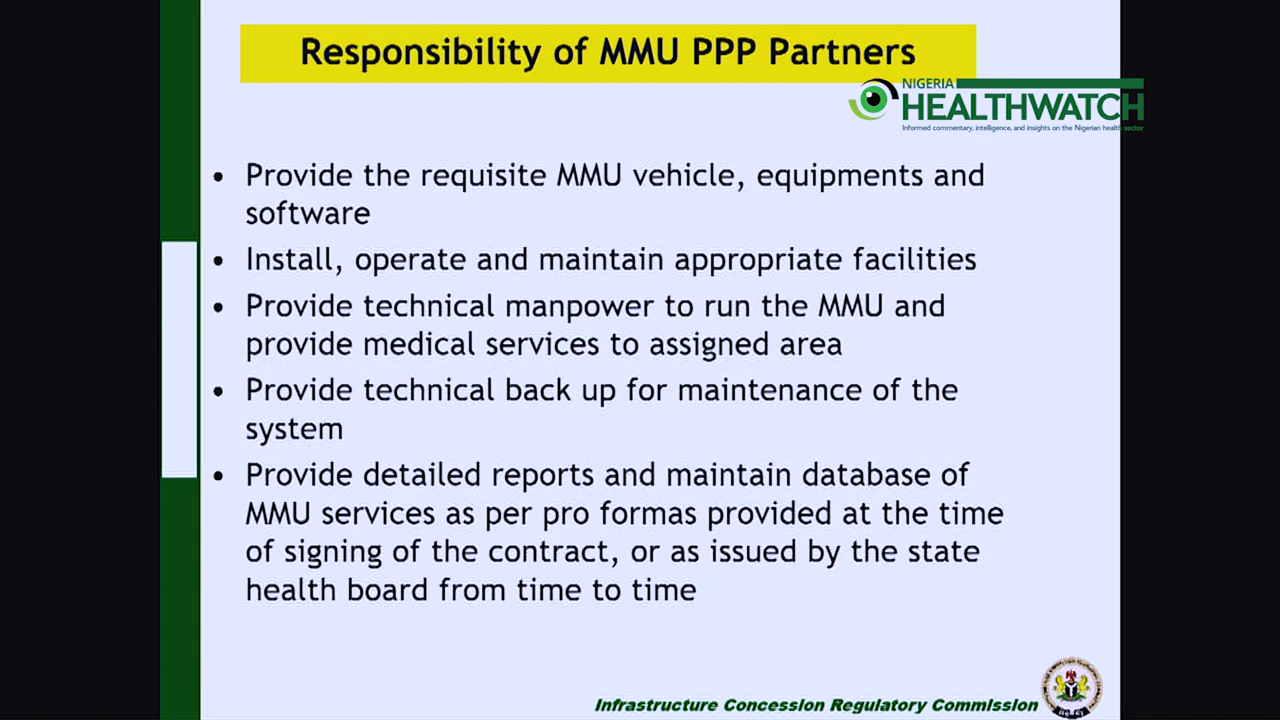 Responsibility of MMU PPP Partners
NIGERIA
HEALTHWATCH
Informed commentary, intelligence, and insights on the Nigerian health sector
• Provide the requisite MMU vehicle, equipments and
software
• Install, operate and maintain appropriate facilities
• Provide technical manpower to run the MMU and
provide medical services to assigned area
• Provide technical back up for maintenance of the
system
• Provide detailed reports and maintain database of
MMU services as per pro formas provided at the time
of signing of the contract, or as issued by the state
health board from time to time
Infrastructure Concession Regulatory Commission